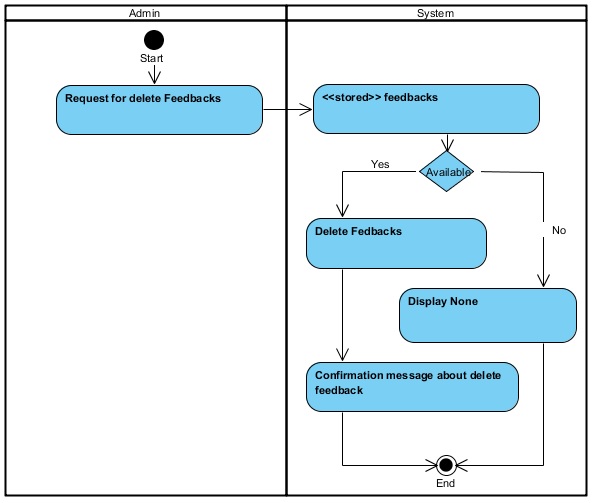 Admin
System
Start
Request for delete Feedbacks
<<stored>> feedbacks
Available
Yes
No
Delete Fedbacks
Display None
Confirmation message about delete
feedback
End